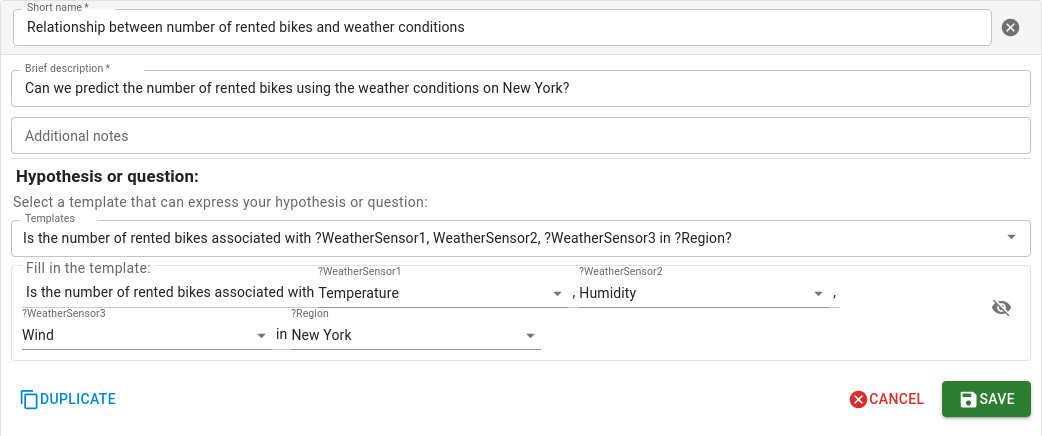 Short name *
Relationship between number of rented bikes and weather conditions
Brief description *
Can we predict the number of rented bikes using the weather conditions on New York?
Additional notes
Hypothesis or question:
Select a template that can express your hypothesis or question:
Templates
Is the number of rented bikes associated with ?WeatherSensor1, WeatherSensor2, ?WeatherSensor3 in ?Region?
Fill in the template:
?WeatherSensor1 ?WeatherSensor2
Is the number of rented bikes associated with Temperature , Humidity ,
?WeatherSensor3 ?Region
Wind in New York
DUPLICATE CANCEL SAVE